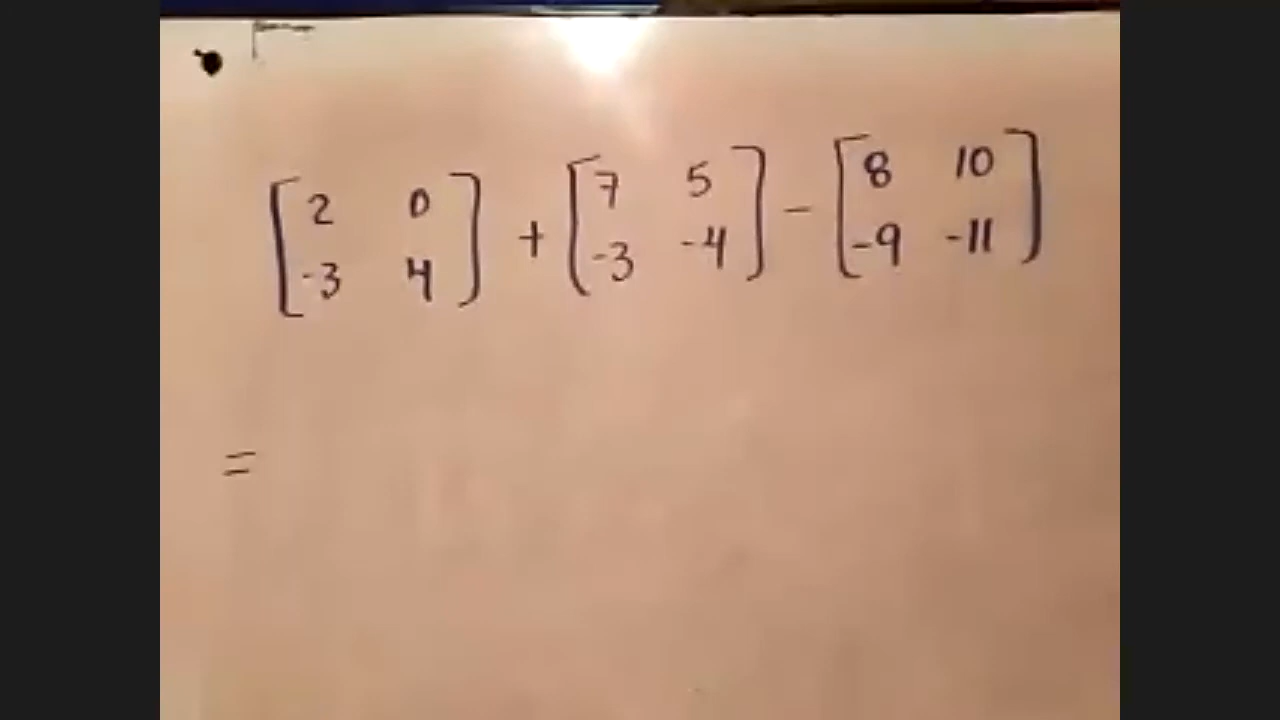 [2 0] + [7 5] - [8 10]
[-3 4] [-3 -4] [-9 -11]
=